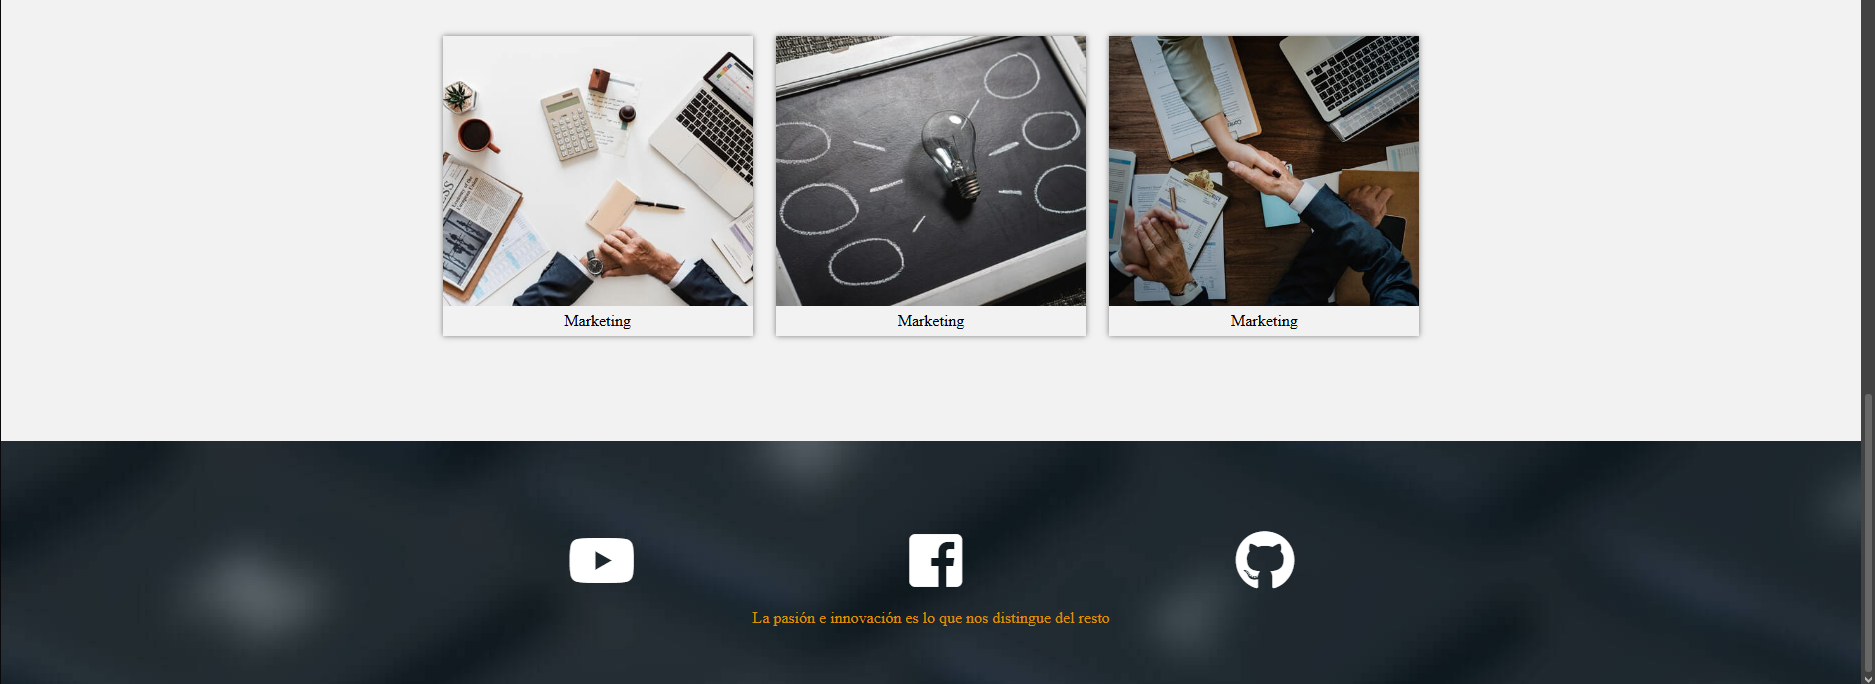 Marketing
Marketing
Marketing
La pasión e innovación es lo que nos distingue del resto